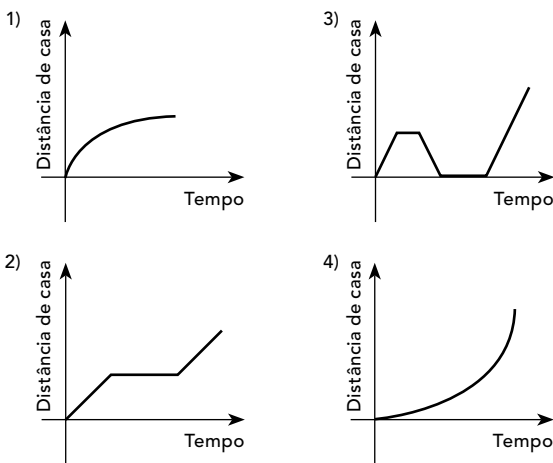 1)
Distância de casa
Tempo
2)
Distância de casa
Tempo
3)
Distância de casa
Tempo
4)
Distância de casa
Tempo